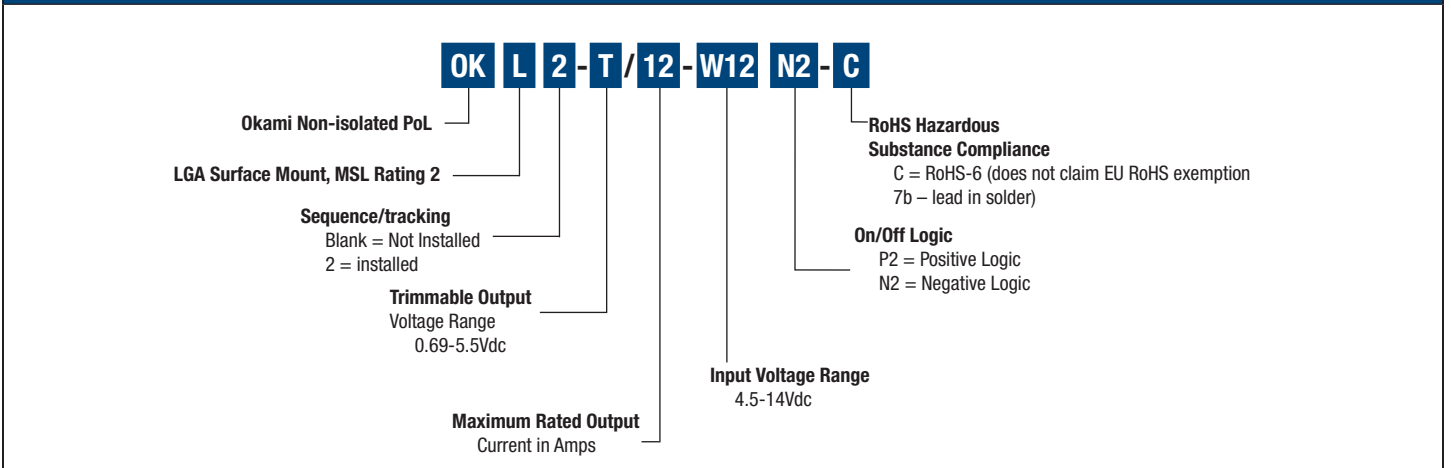 OK L 2 - T / 12 - W12 N2 - C
Okami Non-isolated PoL
LGA Surface Mount, MSL Rating 2
Sequence/tracking
Blank = Not Installed
2 = installed
Trimmable Output
Voltage Range
0.69-5.5Vdc
Maximum Rated Output
Current in Amps
Input Voltage Range
4.5-14Vdc
On/Off Logic
P2 = Positive Logic
N2 = Negative Logic
RoHS Hazardous
Substance Compliance
C = RoHS-6 (does not claim EU RoHS exemption
7b – lead in solder)